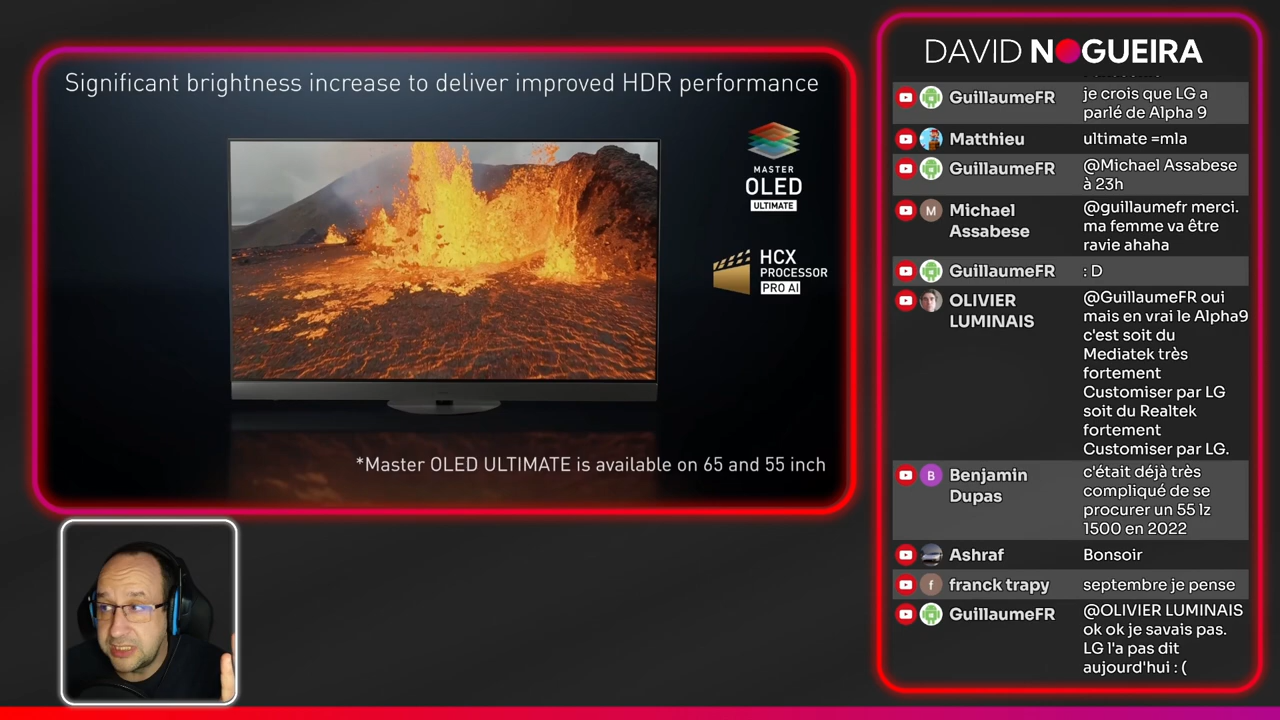 Significant brightness increase to deliver improved HDR performance
MASTER
OLED
ULTIMATE
HCX
PROCESSOR
PRO AI
*Master OLED ULTIMATE is available on 65 and 55 inch
DAVID NOGUEIRA
GuillaumeFR
je crois que LG a
parlé de Alpha 9
Matthieu
ultimate =mla
GuillaumeFR
@Michael Assabese
à 23h
M
Michael
Assabese
@guillaumefr merci.
ma femme va être
ravie ahaha
GuillaumeFR
: D
OLIVIER
LUMINAIS
@GuillaumeFR oui
mais en vrai le Alpha9
c'est soit du
Mediatek très
fortement
Customiser par LG
soit du Realtek
fortement
Customiser par LG.
B
Benjamin
Dupas
c'était déjà très
compliqué de se
procurer un 55 lz
1500 en 2022
Ashraf
Bonsoir
f
franck trapy
septembre je pense
GuillaumeFR
@OLIVIER LUMINAIS
ok ok je savais pas.
LG l'a pas dit
aujourd'hui : (